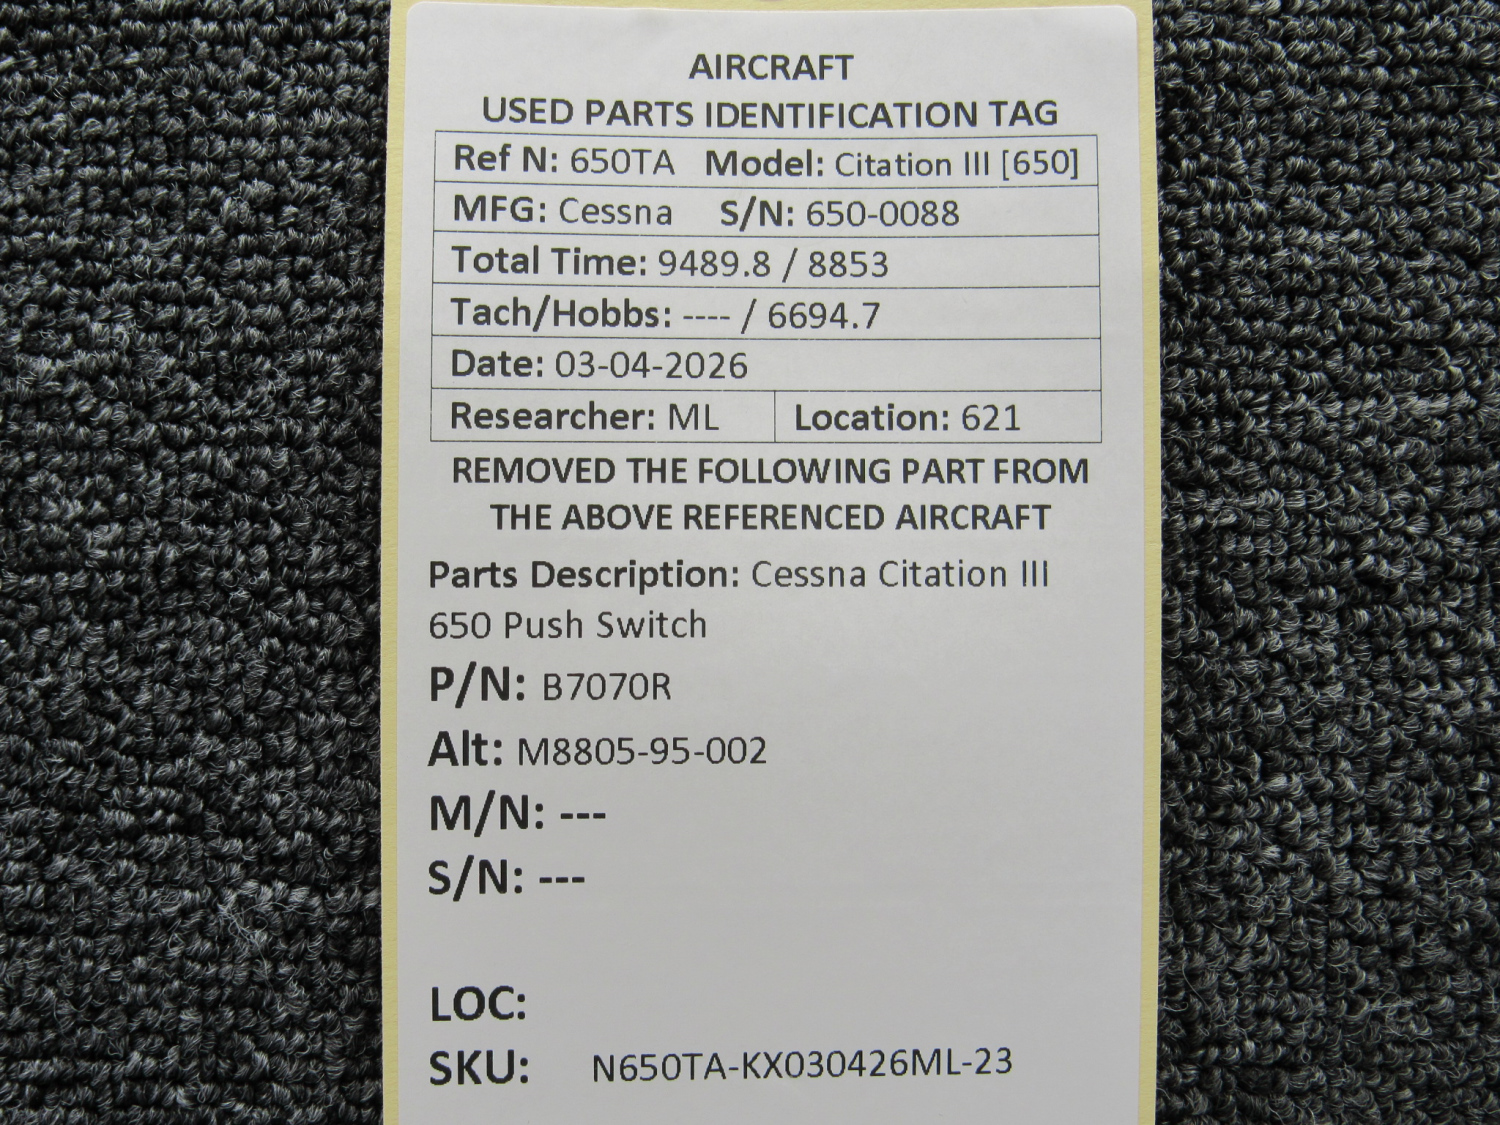 AIRCRAFT
USED PARTS IDENTIFICATION TAG
Ref N: 650TA Model: Citation III [650]
MFG: Cessna S/N: 650-0088
Total Time: 9489.8 / 8853
Tach/Hobbs: ---- / 6694.7
Date: 03-04-2026
Researcher: ML Location: 621
REMOVED THE FOLLOWING PART FROM
THE ABOVE REFERENCED AIRCRAFT
Parts Description: Cessna Citation III
650 Push Switch
P/N: B7070R
Alt: M8805-95-002
M/N: ---
S/N: ---
LOC:
SKU: N650TA-KX030426ML-23